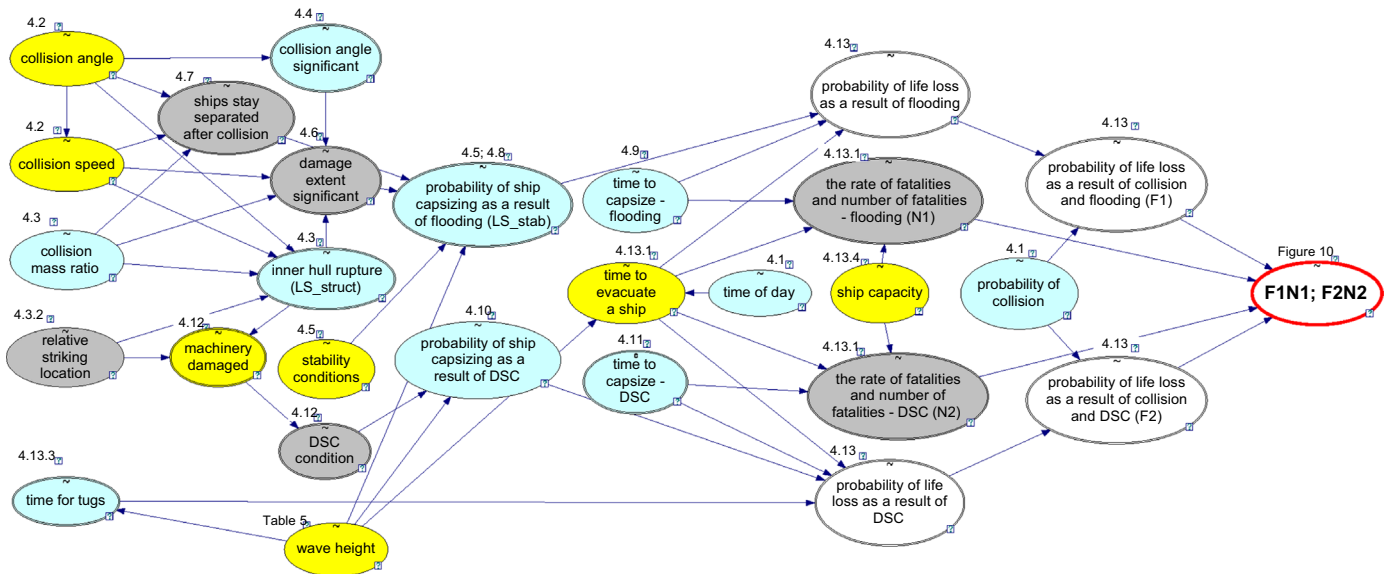 4.2
~
collision angle
4.4
~
collision angle
significant
4.7
~
ships stay
separated
after collision
4.2
~
collision speed
4.6
~
damage
extent
significant
4.5; 4.8
~
probability of ship
capsizing as a result
of flooding (LS_stab)
4.3
~
collision
mass ratio
4.3
~
inner hull rupture
(LS_struct)
4.3.2
~
relative
striking
location
4.12
~
machinery
damaged
4.5
~
stability
conditions
4.10
~
probability of ship
capsizing as a
result of DSC
4.12
~
DSC
condition
4.13.3
~
time for tugs
Table 5
~
wave height
4.13
~
probability of life loss
as a result of flooding
4.9
~
time to
capsize -
flooding
4.13.1
~
the rate of fatalities
and number of fatalities
- flooding (N1)
4.13.1
~
time to
evacuate
a ship
4.1
~
time of day
4.13.4
~
ship capacity
4.11
time to
capsize -
DSC
4.13.1
~
the rate of fatalities
and number of
fatalities - DSC (N2)
4.13
~
probability of life
loss as a result of
DSC
4.13
~
probability of life loss
as a result of collision
and flooding (F1)
4.1
~
probability of
collision
4.13
~
probability of life loss
as a result of collision
and DSC (F2)
Figure 10
~
F1N1; F2N2